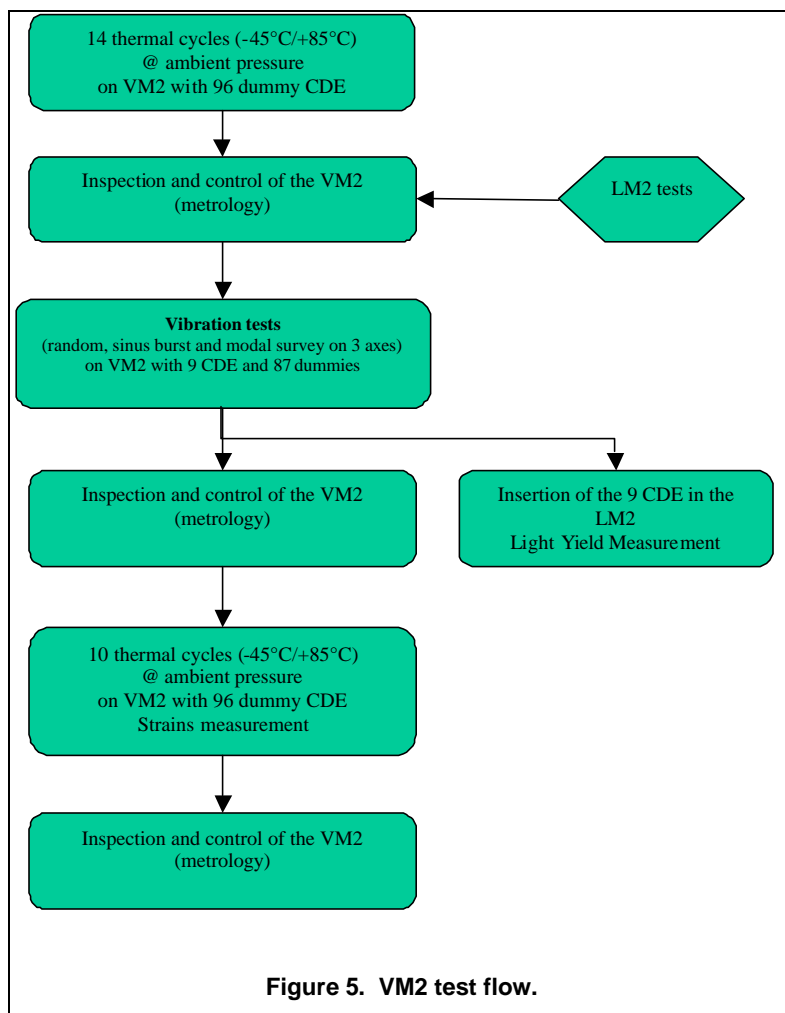 14 thermal cycles (-45°C/+85°C)
@ ambient pressure
on VM2 with 96 dummy CDE
Inspection and control of the VM2
(metrology)
LM2 tests
Vibration tests
(random, sinus burst and modal survey on 3 axes)
on VM2 with 9 CDE and 87 dummies
Inspection and control of the VM2
(metrology)
Insertion of the 9 CDE in the
LM2
Light Yield Measurement
10 thermal cycles (-45°C/+85°C)
@ ambient pressure
on VM2 with 96 dummy CDE
Strains measurement
Inspection and control of the VM2
(metrology)
Figure 5. VM2 test flow.